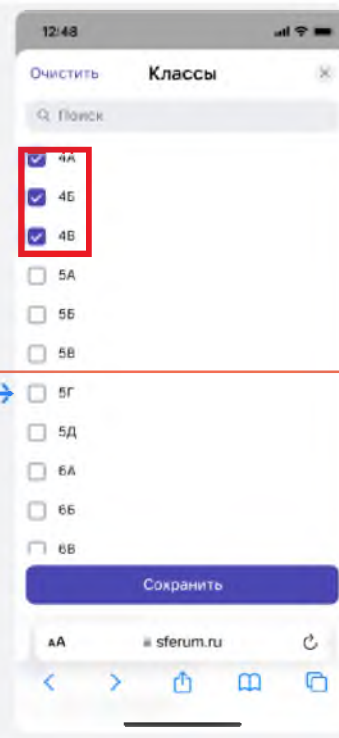 12:48
Очистить Классы
Поиск
4А
4Б
4В
5А
5Б
5В
5Г
5Д
6А
6Б
6В
Сохранить
AA sferum.ru